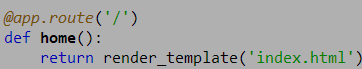 @app.route('/')
def home():
    return render_template('index.html')